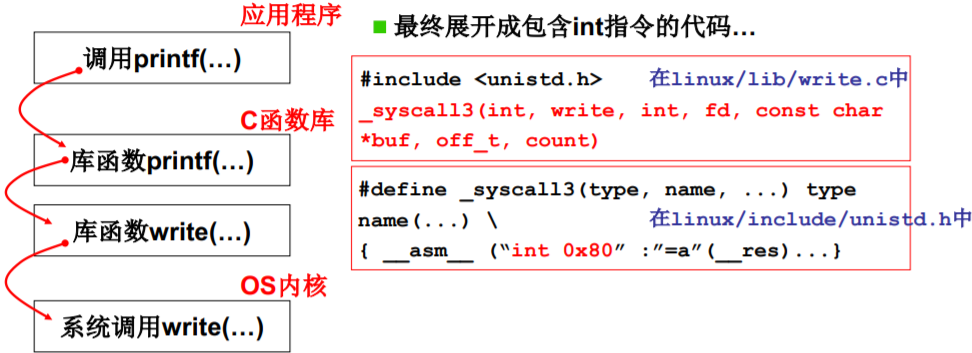 应用程序
调用printf(…)
C函数库
库函数printf(…)
库函数write(…)
OS内核
系统调用write(…)
最终展开成包含int指令的代码…
#include <unistd.h> 在linux/lib/write.c中
_syscall3(int, write, int, fd, const char
*buf, off_t, count)
#define _syscall3(type, name, ...) type
name(...) \ 在linux/include/unistd.h中
{ __asm__ (“int 0x80” :”=a”(__res)...}